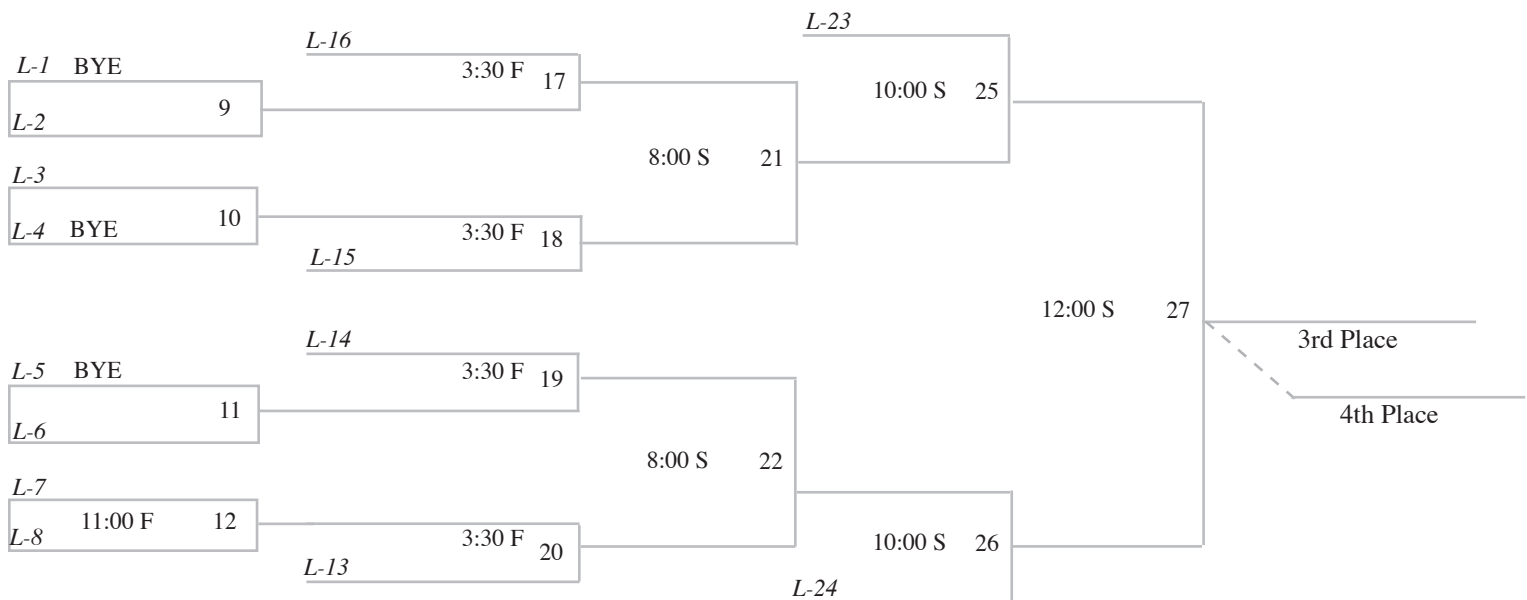 L-23
L-16
L-1 BYE
3:30 F 17
10:00 S 25
9
L-2
8:00 S 21
L-3
10
L-4 BYE
3:30 F 18
L-15
12:00 S 27
L-14
3rd Place
L-5 BYE
3:30 F 19
11
4th Place
L-6
8:00 S 22
L-7
11:00 F 12
L-8
3:30 F 20
10:00 S 26
L-13
L-24